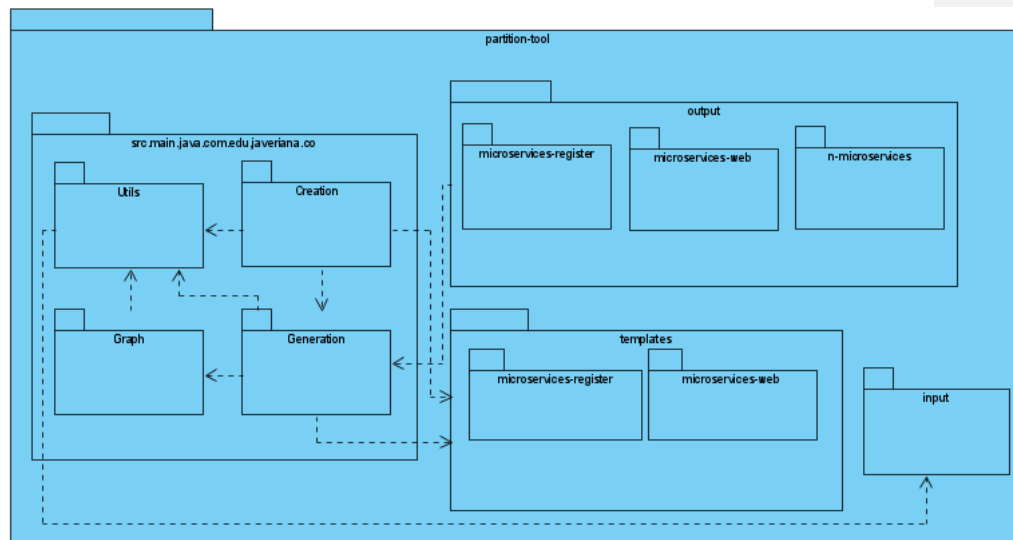 partition-tool
src.main.java.com.edu.javeriana.co
Utils
Creation
Graph
Generation
output
microservices-register
microservices-web
n-microservices
templates
microservices-register
microservices-web
input